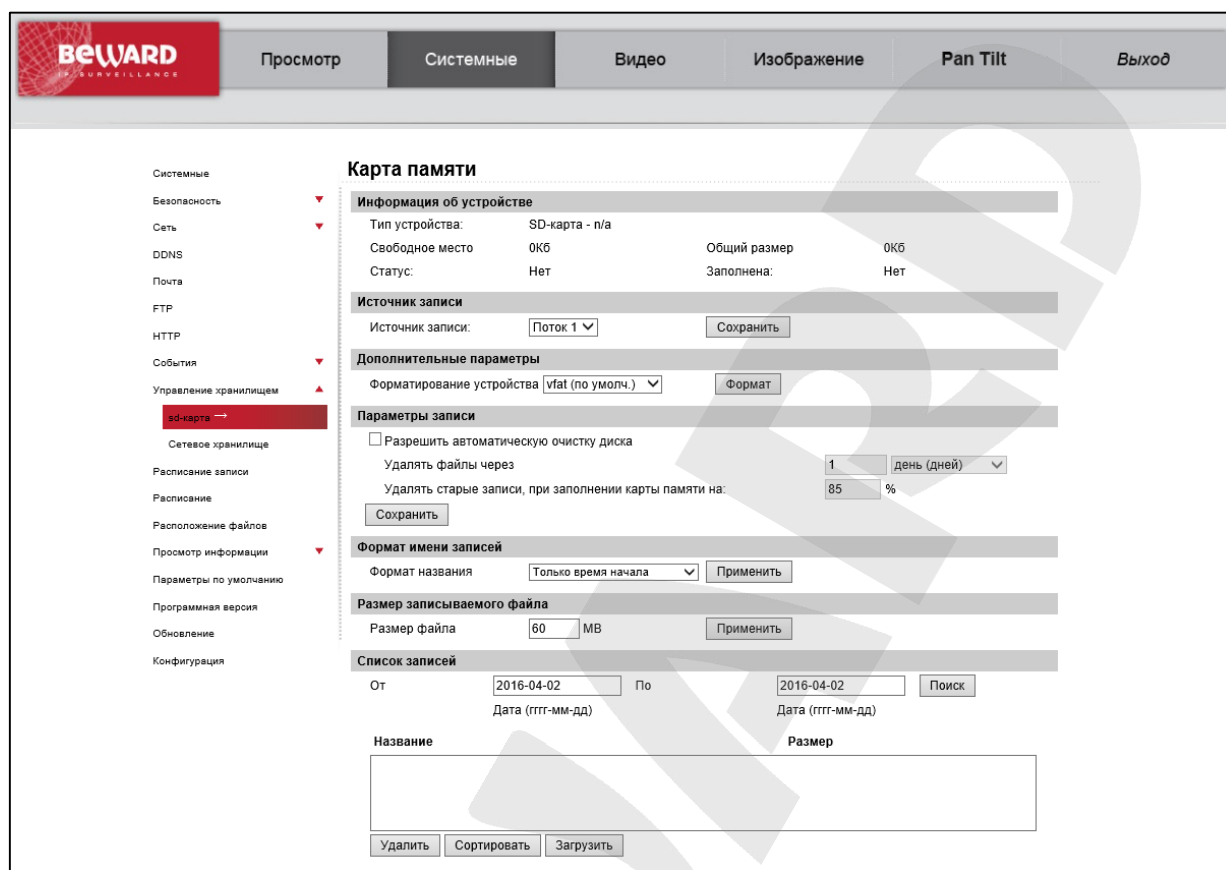 BEWARD
IP SURVEILLANCE
Просмотр
Системные
Видео
Изображение
Pan Tilt
Выход
Системные
Безопасность
Сеть
DDNS
Почта
FTP
HTTP
События
Управление хранилищем
sd-карта →
Сетевое хранилище
Расписание записи
Расписание
Расположение файлов
Просмотр информации
Параметры по умолчанию
Программная версия
Обновление
Конфигурация
Карта памяти
Информация об устройстве
Тип устройства: SD-карта - n/a
Свободное место 0Кб Общий размер 0Кб
Статус: Нет Заполнена: Нет
Источник записи
Источник записи: Поток 1 Сохранить
Дополнительные параметры
Форматирование устройства vfat (по умолч.) Формат
Параметры записи
Разрешить автоматическую очистку диска
Удалять файлы через 1 день (дней)
Удалять старые записи, при заполнении карты памяти на: 85 %
Сохранить
Формат имени записей
Формат названия Только время начала Применить
Размер записываемого файла
Размер файла 60 MB Применить
Список записей
От 2016-04-02 По 2016-04-02 Поиск
Дата (гггг-мм-дд) Дата (гггг-мм-дд)
Название Размер
Удалить Сортировать Загрузить